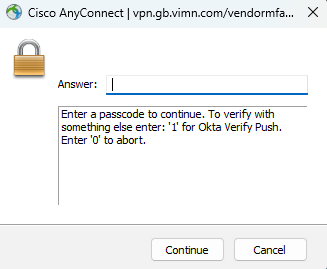 Cisco AnyConnect | vpn.gb.vimn.com/vendormfa...
Answer:
Enter a passcode to continue. To verify with
something else enter: '1' for Okta Verify Push.
Enter '0' to abort.
Continue Cancel